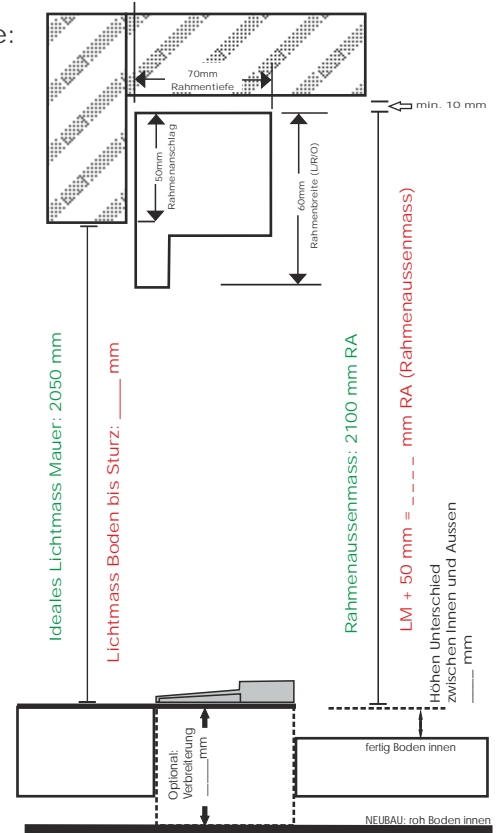 e:
70mm
Rahmentiefe
min. 10 mm
50mm
Rahmenanschlag
60mm
Rahmenbreite (L/R/O)
Ideales Lichtmass Mauer: 2050 mm
Lichtmass Boden bis Sturz: ____ mm
Rahmenaussenmass: 2100 mm RA
LM + 50 mm = _ _ _ _ mm RA (Rahmenaussenmass)
Höhen Unterschied
zwischen Innen und Aussen
____ mm
Optional:
Verbreiterung
____mm
fertig Boden innen
NEUBAU: roh Boden innen